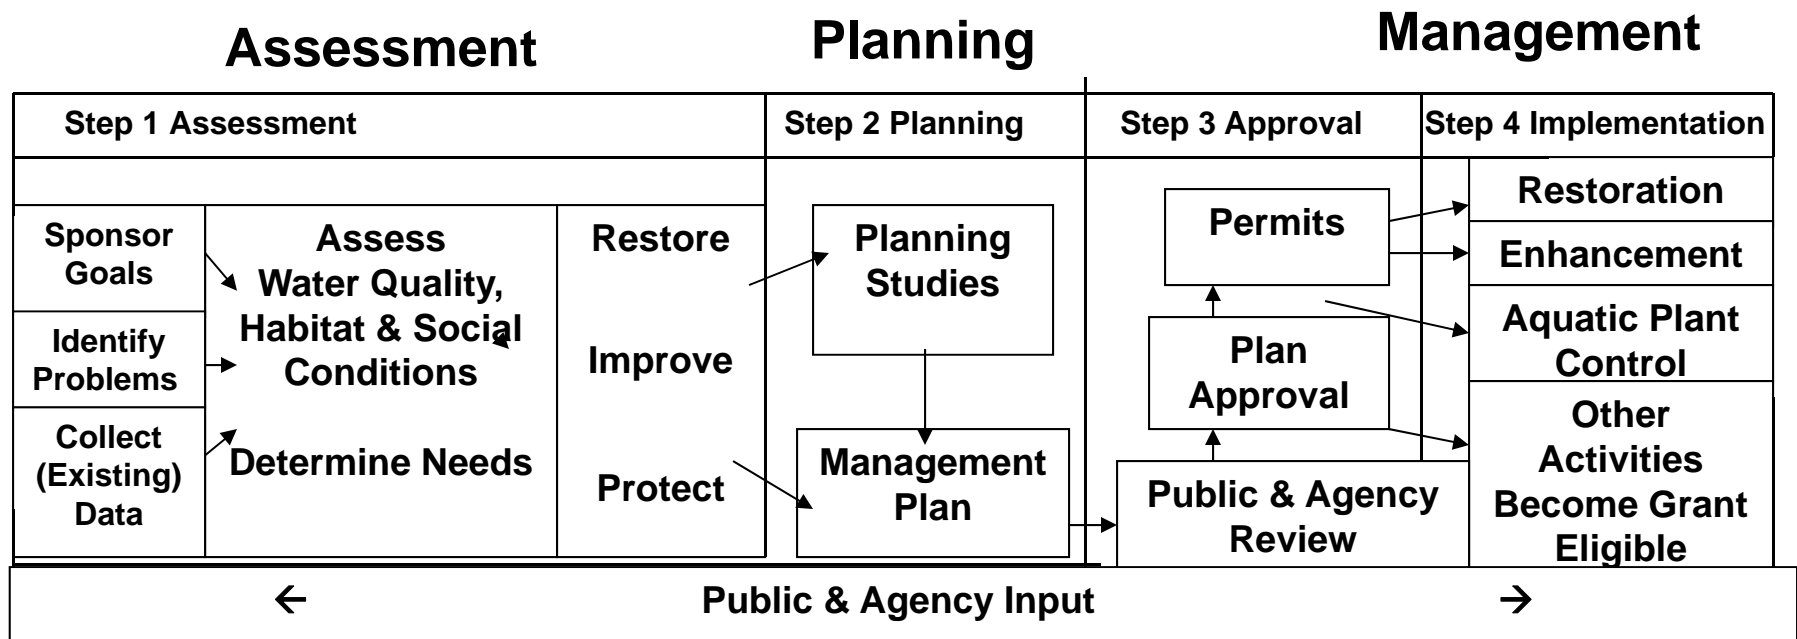 Assessment
Planning
Management
Step 1 Assessment
Step 2 Planning
Step 3 Approval
Step 4 Implementation
Sponsor
Goals
Identify
Problems
Collect
(Existing)
Data
Assess
Water Quality,
Habitat & Social
Conditions
Determine Needs
Restore
Improve
Protect
Planning
Studies
Management
Plan
Permits
Plan
Approval
Public & Agency
Review
Restoration
Enhancement
Aquatic Plant
Control
Other
Activities
Become Grant
Eligible
← Public & Agency Input →